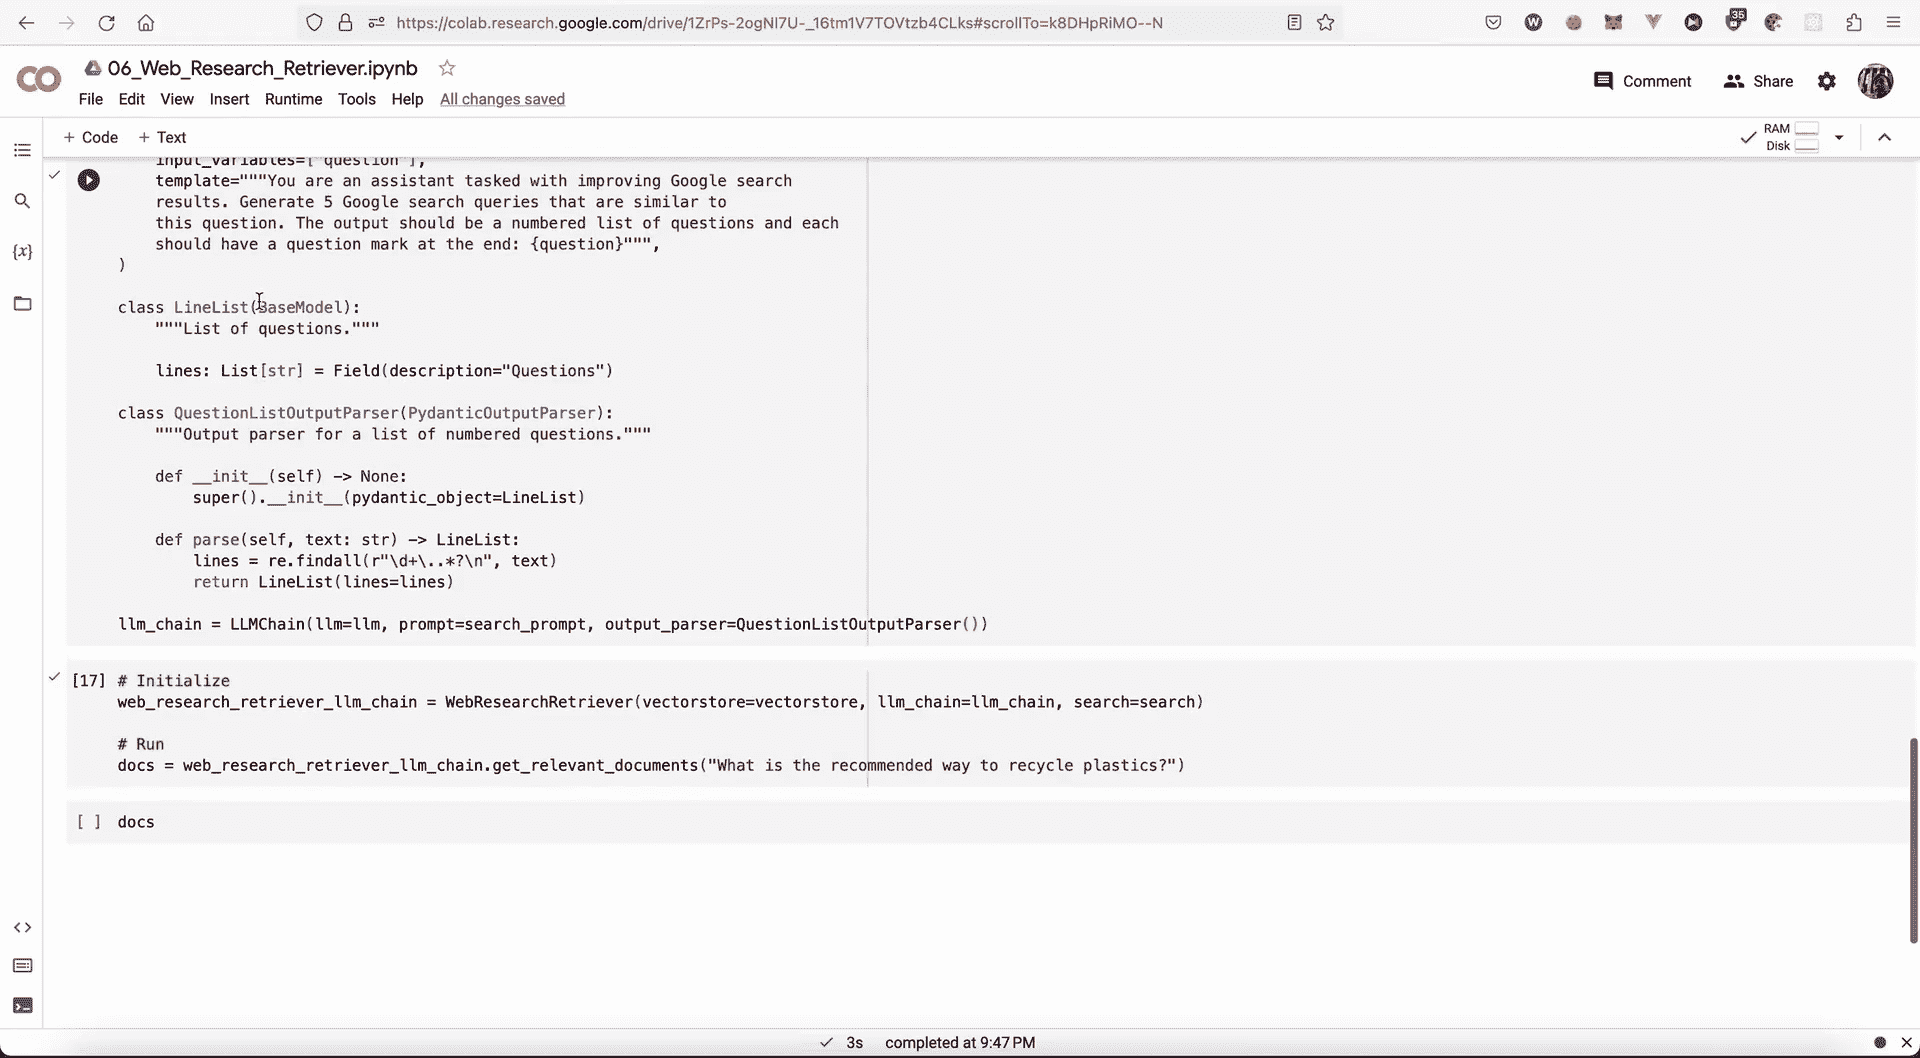 https://colab.research.google.com/drive/1ZrPs-2ogNl7U-_16tm1V7TOVtzb4CLks#scrollTo=k8DHpRiMO--N
35
06_Web_Research_Retriever.ipynb
File Edit View Insert Runtime Tools Help All changes saved
Comment Share
+ Code + Text
RAM
Disk
input_variables=["question"],
template="""You are an assistant tasked with improving Google search
results. Generate 5 Google search queries that are similar to
this question. The output should be a numbered list of questions and each
should have a question mark at the end: {question}""",
)
class LineList(BaseModel):
"""List of questions."""
lines: List[str] = Field(description="Questions")
class QuestionListOutputParser(PydanticOutputParser):
"""Output parser for a list of numbered questions."""
def __init__(self) -> None:
super().__init__(pydantic_object=LineList)
def parse(self, text: str) -> LineList:
lines = re.findall(r"\d+\..*?\n", text)
return LineList(lines=lines)
llm_chain = LLMChain(llm=llm, prompt=search_prompt, output_parser=QuestionListOutputParser())
[17] # Initialize
web_research_retriever_llm_chain = WebResearchRetriever(vectorstore=vectorstore, llm_chain=llm_chain, search=search)
# Run
docs = web_research_retriever_llm_chain.get_relevant_documents("What is the recommended way to recycle plastics?")
[ ] docs
3s completed at 9:47 PM